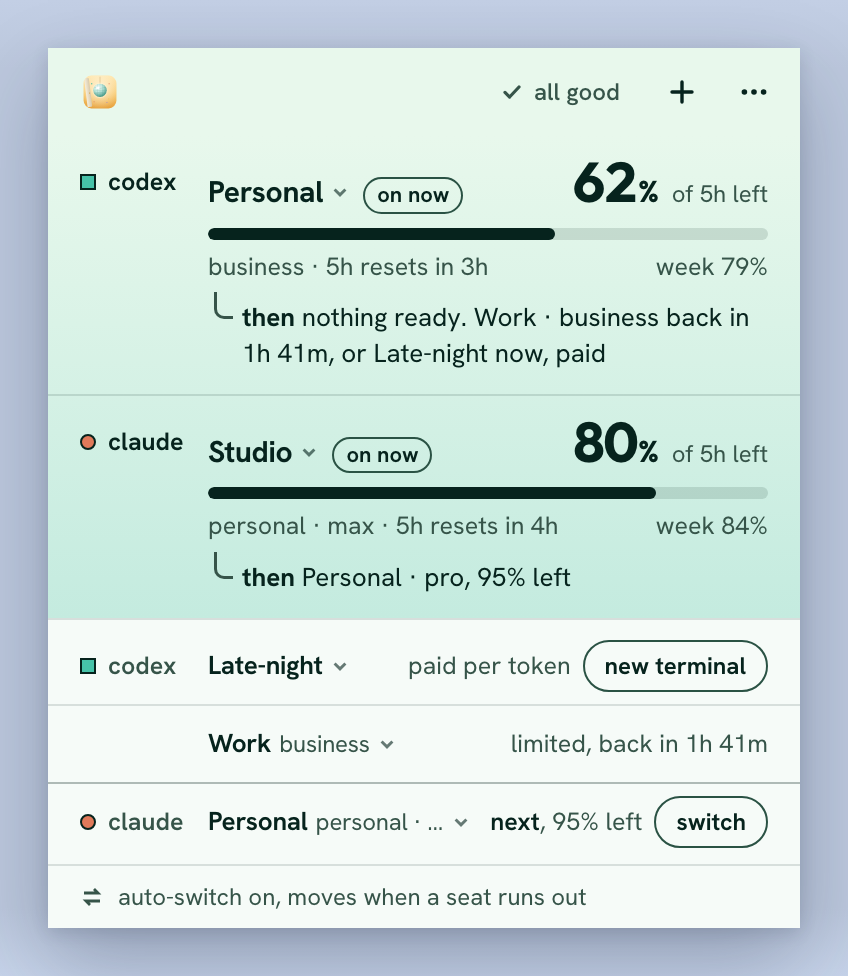 all good
codex Personal on now 62% of 5h left
business · 5h resets in 3h week 79%
then nothing ready. Work · business back in
1h 41m, or Late-night now, paid
claude Studio on now 80% of 5h left
personal · max · 5h resets in 4h week 84%
then Personal · pro, 95% left
codex Late-night paid per token new terminal
Work business limited, back in 1h 41m
claude Personal personal · ... next, 95% left switch
auto-switch on, moves when a seat runs out